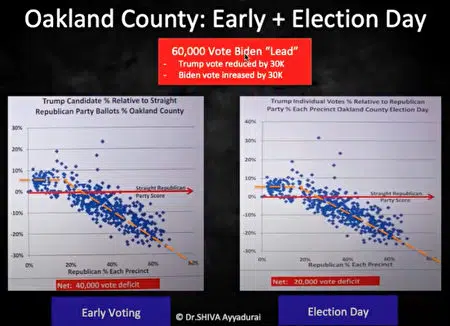 Oakland County: Early + Election Day
60,000 Vote Biden "Lead"
- Trump vote reduced by 30K
- Biden vote inreased by 30K
Trump Candidate % Relative to Straight
Republican Party Ballots % Oakland County
30%
20%
10%
0%
-10%
-20%
-30%
Straight Republican
Party Score
0%
20%
40%
60%
80%
Republican % Each Precinct
Net: 40,000 vote deficit
Early Voting
Trump Individual Votes % Relative to Republican
Party % Each Precinct Oakland County Election Day
40%
30%
20%
10%
0%
-10%
-20%
-30%
Straight Republican
Party Score
0%
20%
40%
60%
80%
Republican % Each Precinct
Net: 20,000 vote deficit
Election Day
© Dr.SHIVA Ayyadurai